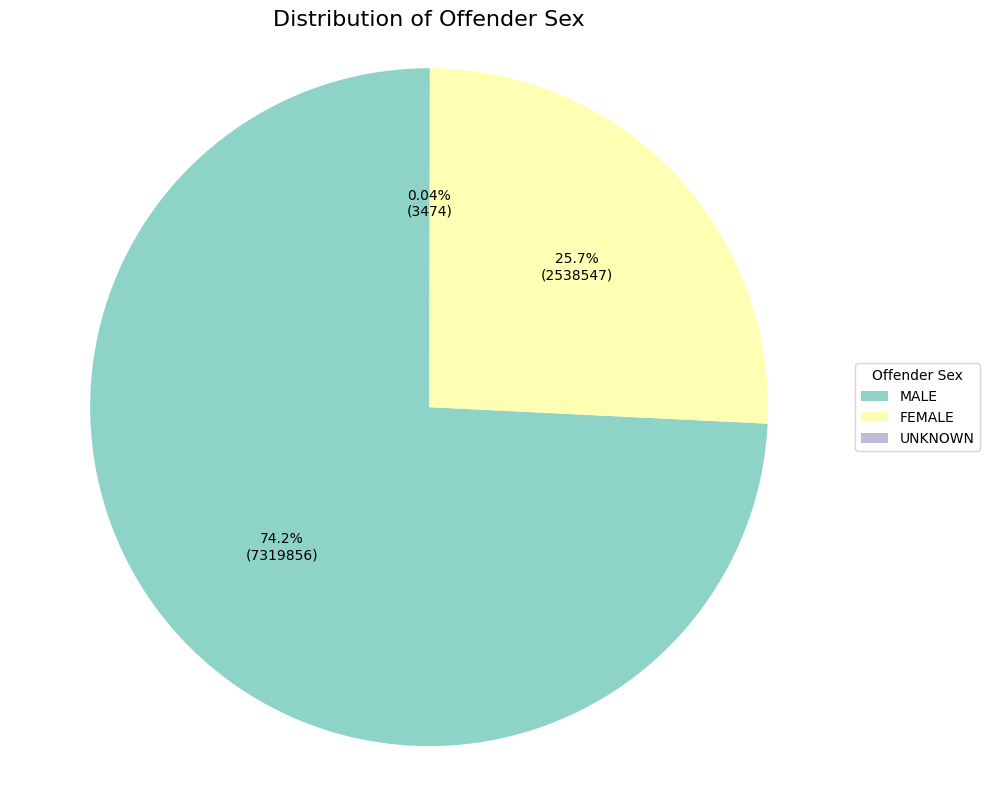 Distribution of Offender Sex
0.04%
(3474)
25.7%
(2538547)
74.2%
(7319856)
Offender Sex
MALE
FEMALE
UNKNOWN